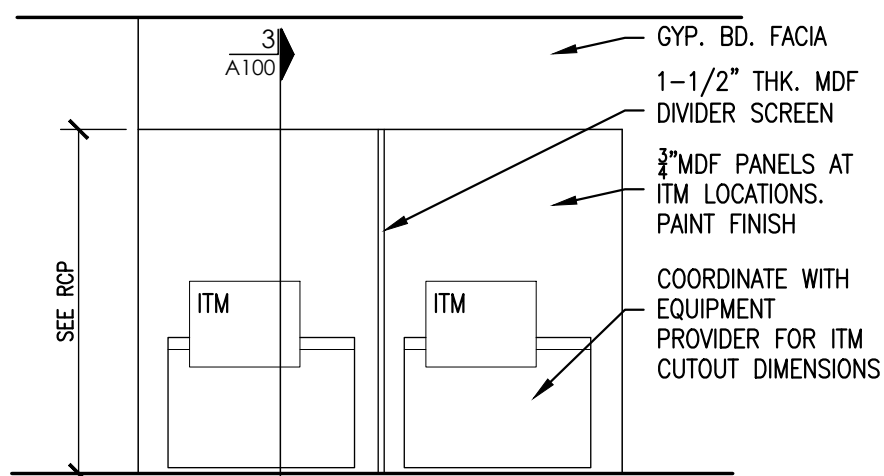 3
A100
GYP. BD. FACIA
1-1/2" THK. MDF
DIVIDER SCREEN
3/4"MDF PANELS AT
ITM LOCATIONS.
PAINT FINISH
SEE RCP
ITM
ITM
COORDINATE WITH
EQUIPMENT
PROVIDER FOR ITM
CUTOUT DIMENSIONS